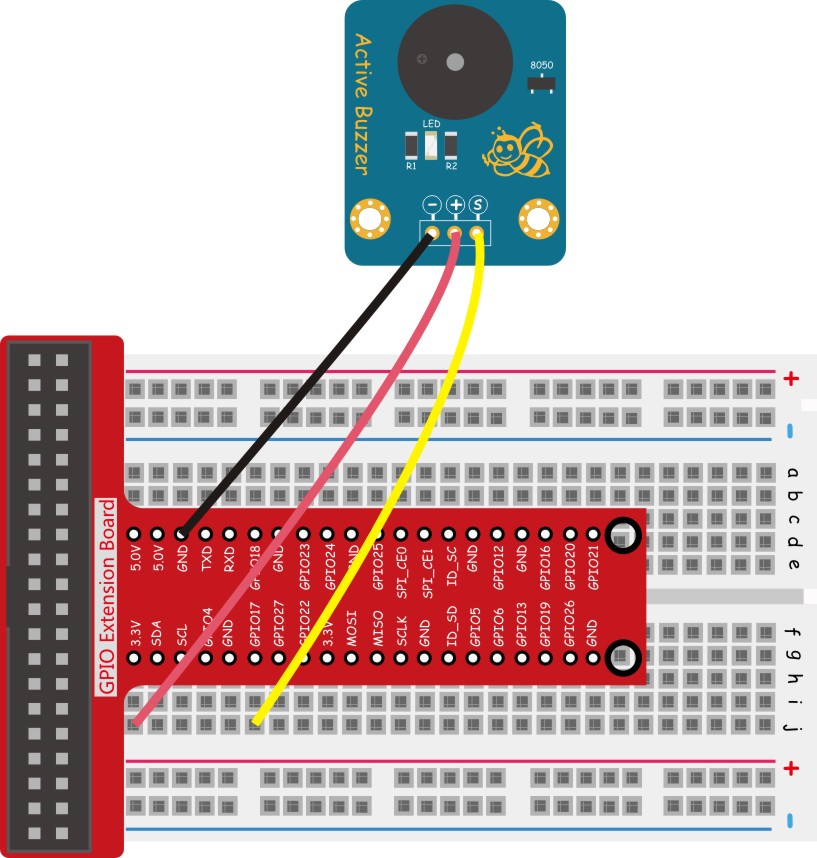 Active Buzzer
8050
LED
R1
R2
−
+
S
+
-
a
b
c
d
e
GPIO Extension Board
5.0V
5.0V
GND
TXD
RXD
GPIO18
GND
GPIO23
GPIO24
GND
GPIO25
SPI_CE0
SPI_CE1
ID_SC
GND
GPIO12
GND
GPIO16
GPIO20
GPIO21
3.3V
SDA
SCL
GPIO4
GND
GPIO17
GPIO27
GPIO22
3.3V
MOSI
MISO
SCLK
GND
ID_SD
GPIO5
GPIO6
GPIO13
GPIO19
GPIO26
GND
f
g
h
i
j
+
-